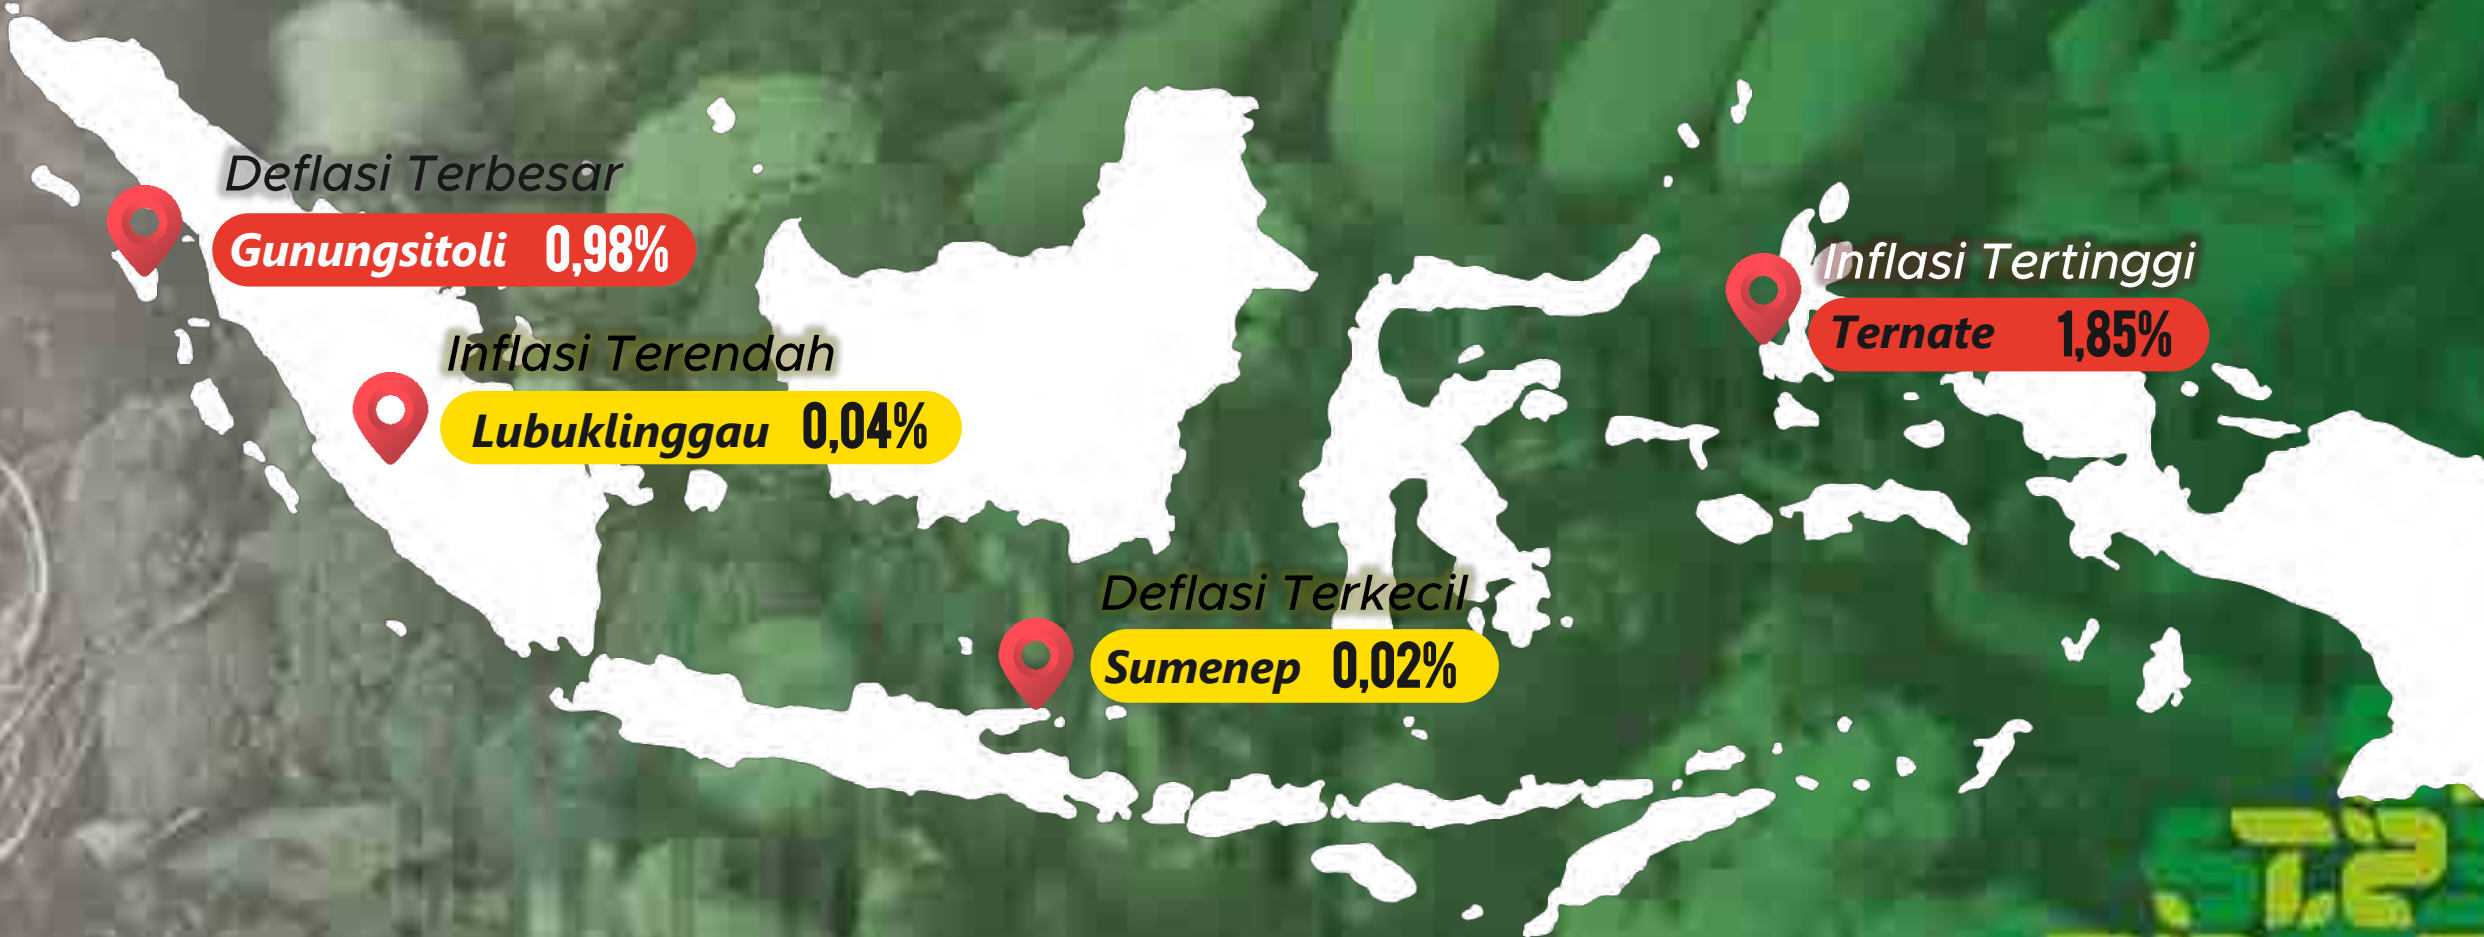 Deflasi Terbesar
Gunungsitoli 0,98%
Inflasi Tertinggi
Ternate 1,85%
Inflasi Terendah
Lubuklinggau 0,04%
Deflasi Terkecil
Sumenep 0,02%